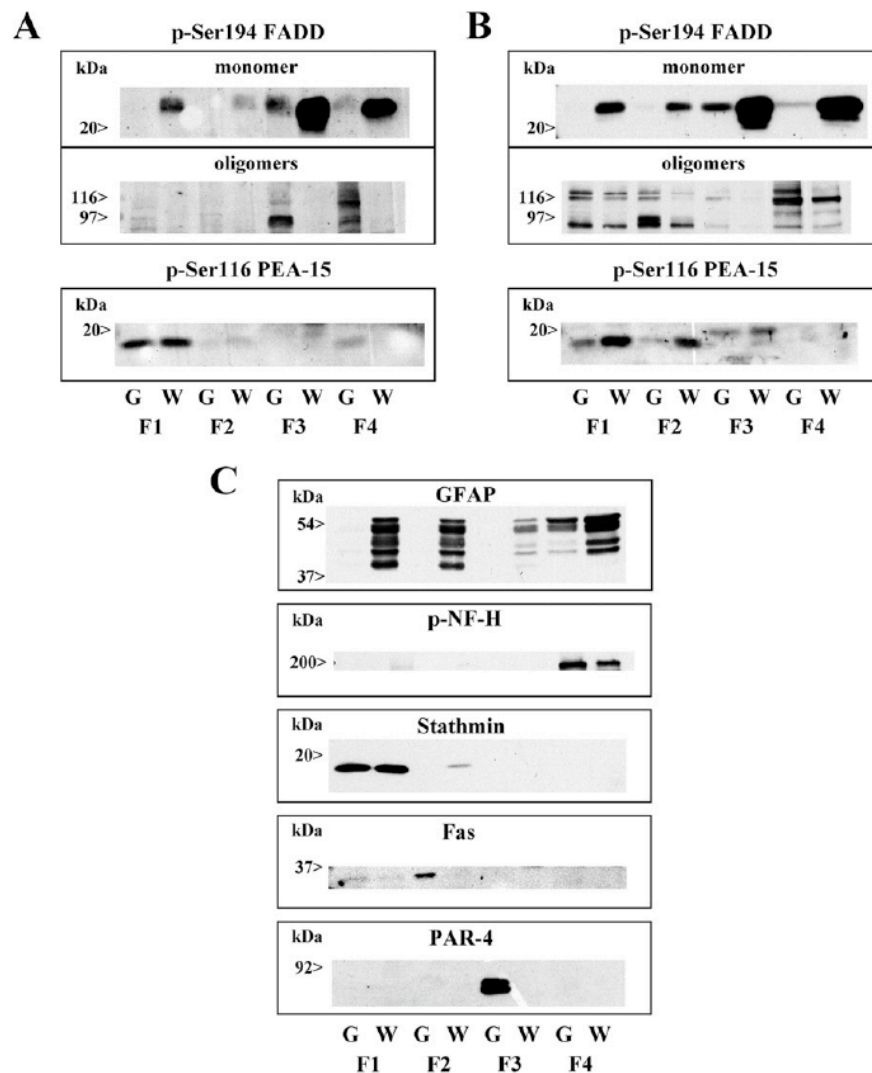 A
p-Ser194 FADD
kDa
monomer
20>
oligomers
116>
97>
p-Ser116 PEA-15
kDa
20>
G W G W G W G W
F1 F2 F3 F4
B
p-Ser194 FADD
kDa
monomer
20>
oligomers
116>
97>
p-Ser116 PEA-15
kDa
20>
G W G W G W G W
F1 F2 F3 F4
C
kDa
GFAP
54>
37>
kDa
p-NF-H
200>
kDa
Stathmin
20>
kDa
Fas
37>
kDa
PAR-4
92>
G W G W G W G W
F1 F2 F3 F4